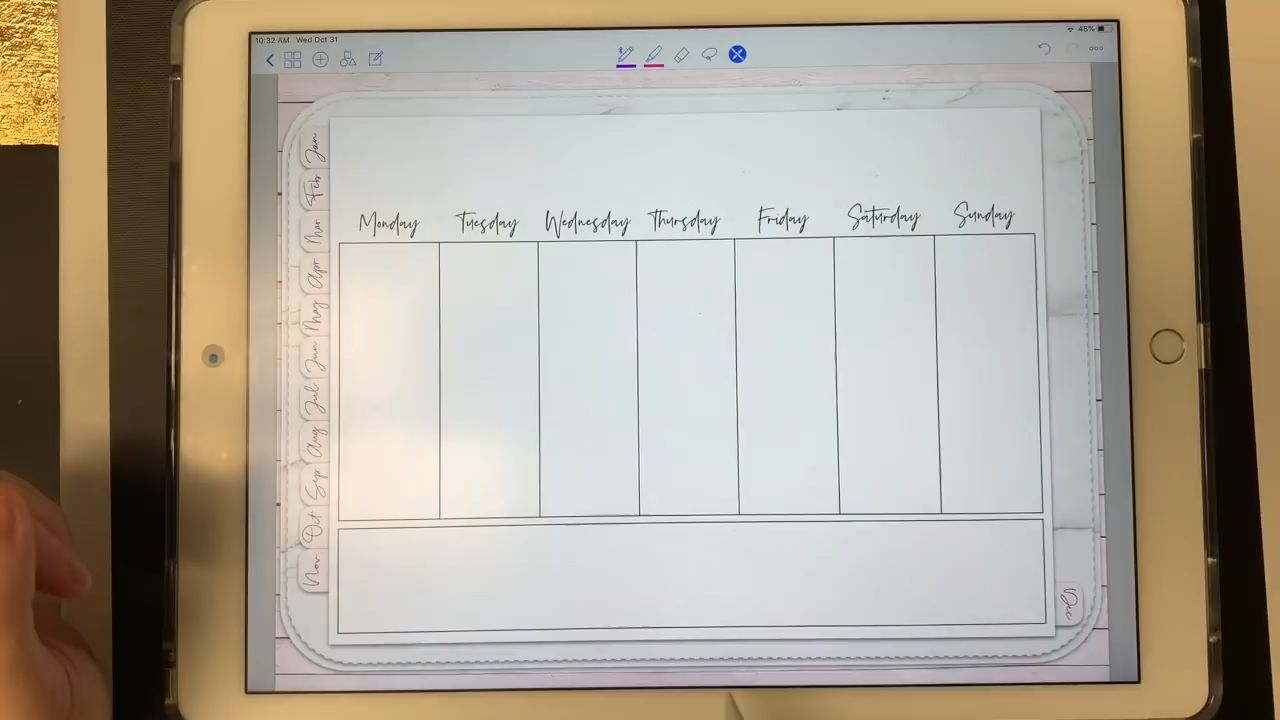 10:32 AM Wed Oct 31
48%
Jan
Feb
Mar
Apr
May
Jun
Jul
Aug
Sep
Oct
Nov
Monday Tuesday Wednesday Thursday Friday Saturday Sunday
Dec